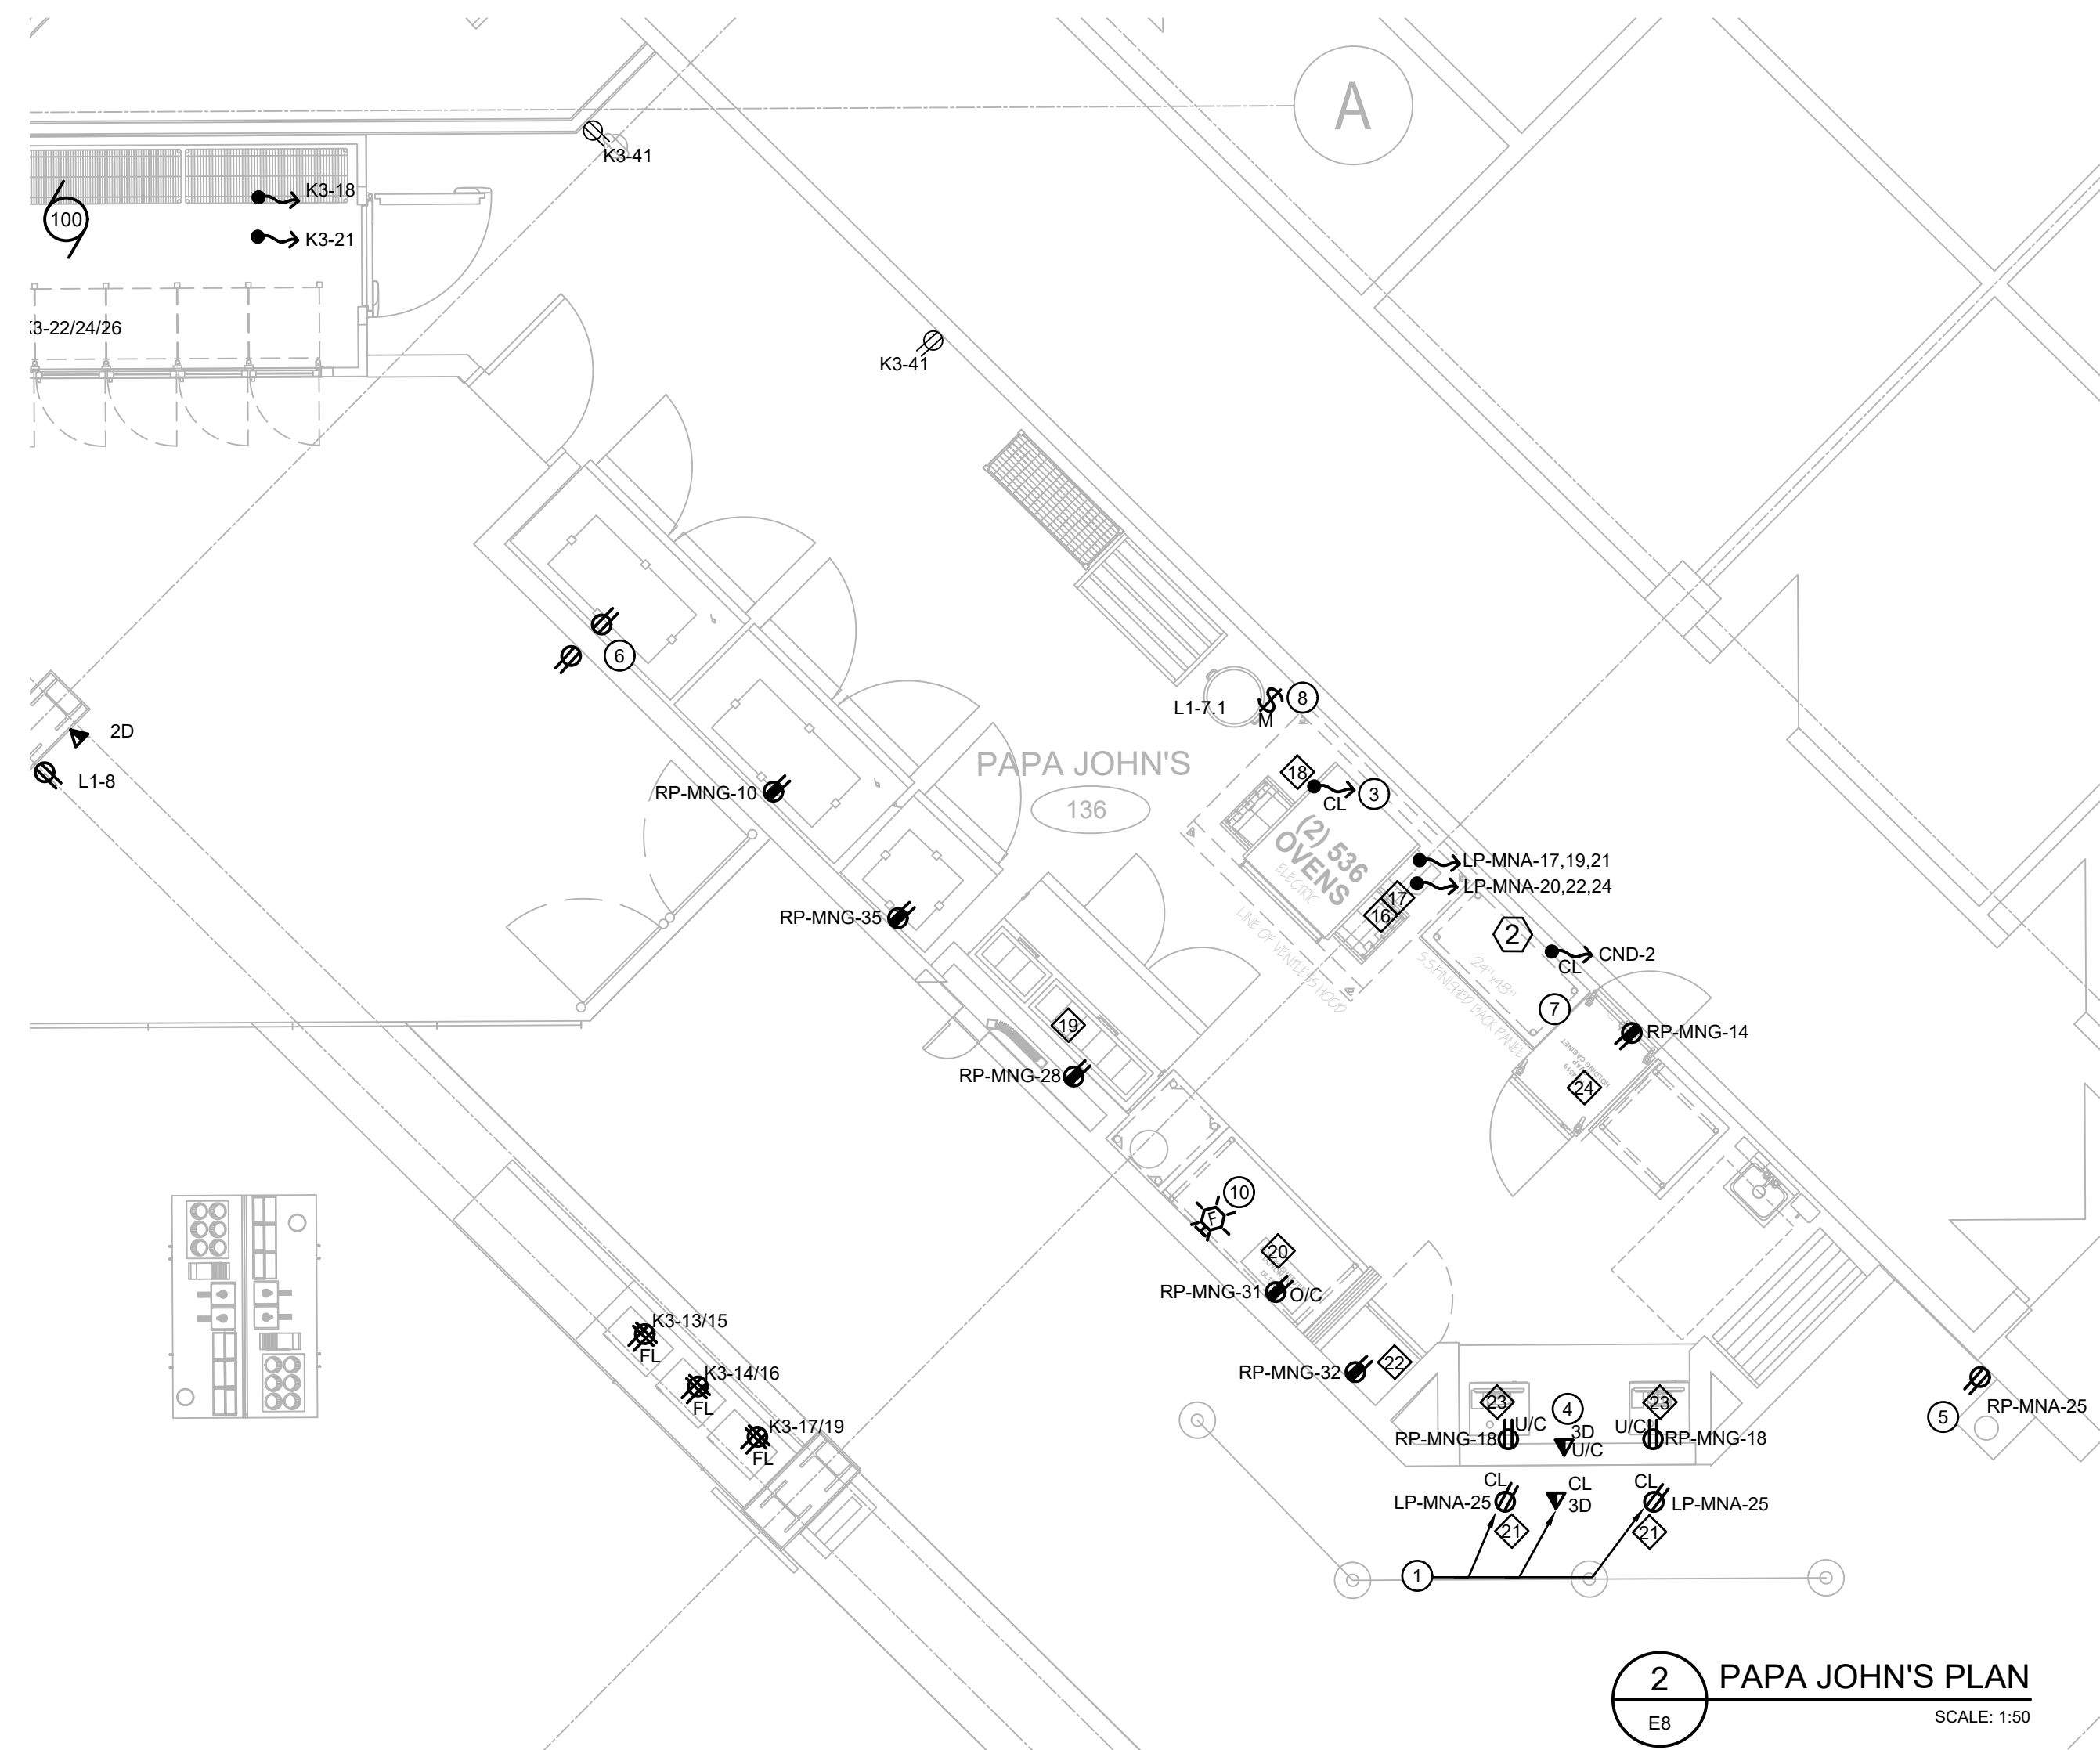 A
K3-41
K3-18
100
K3-21
K3-22/24/26
K3-41
6
8
L1-7.1
M
2D
L1-8
PAPA JOHN'S
136
18
3
CL
RP-MNG-10
(2) 536
OVENS
ELECTRIC
LP-MNA-17,19,21
LP-MNA-20,22,24
17
16
RP-MNG-35
LINE OF VENTLESS HOOD
2
CND-2
CL
24"x48"
S.S.FINISHED BACK PANEL
7
RP-MNG-14
HOLDING CABINET
24
19
RP-MNG-28
10
F
20
RP-MNG-31
O/C
K3-13/15
FL
K3-14/16
FL
K3-17/19
FL
RP-MNG-32
22
23
4
23
U/C
3D
U/C
U/C
RP-MNG-18
RP-MNG-18
5
RP-MNA-25
CL
CL
CL
LP-MNA-25
3D
LP-MNA-25
21
21
1
2
PAPA JOHN'S PLAN
E8
SCALE: 1:50